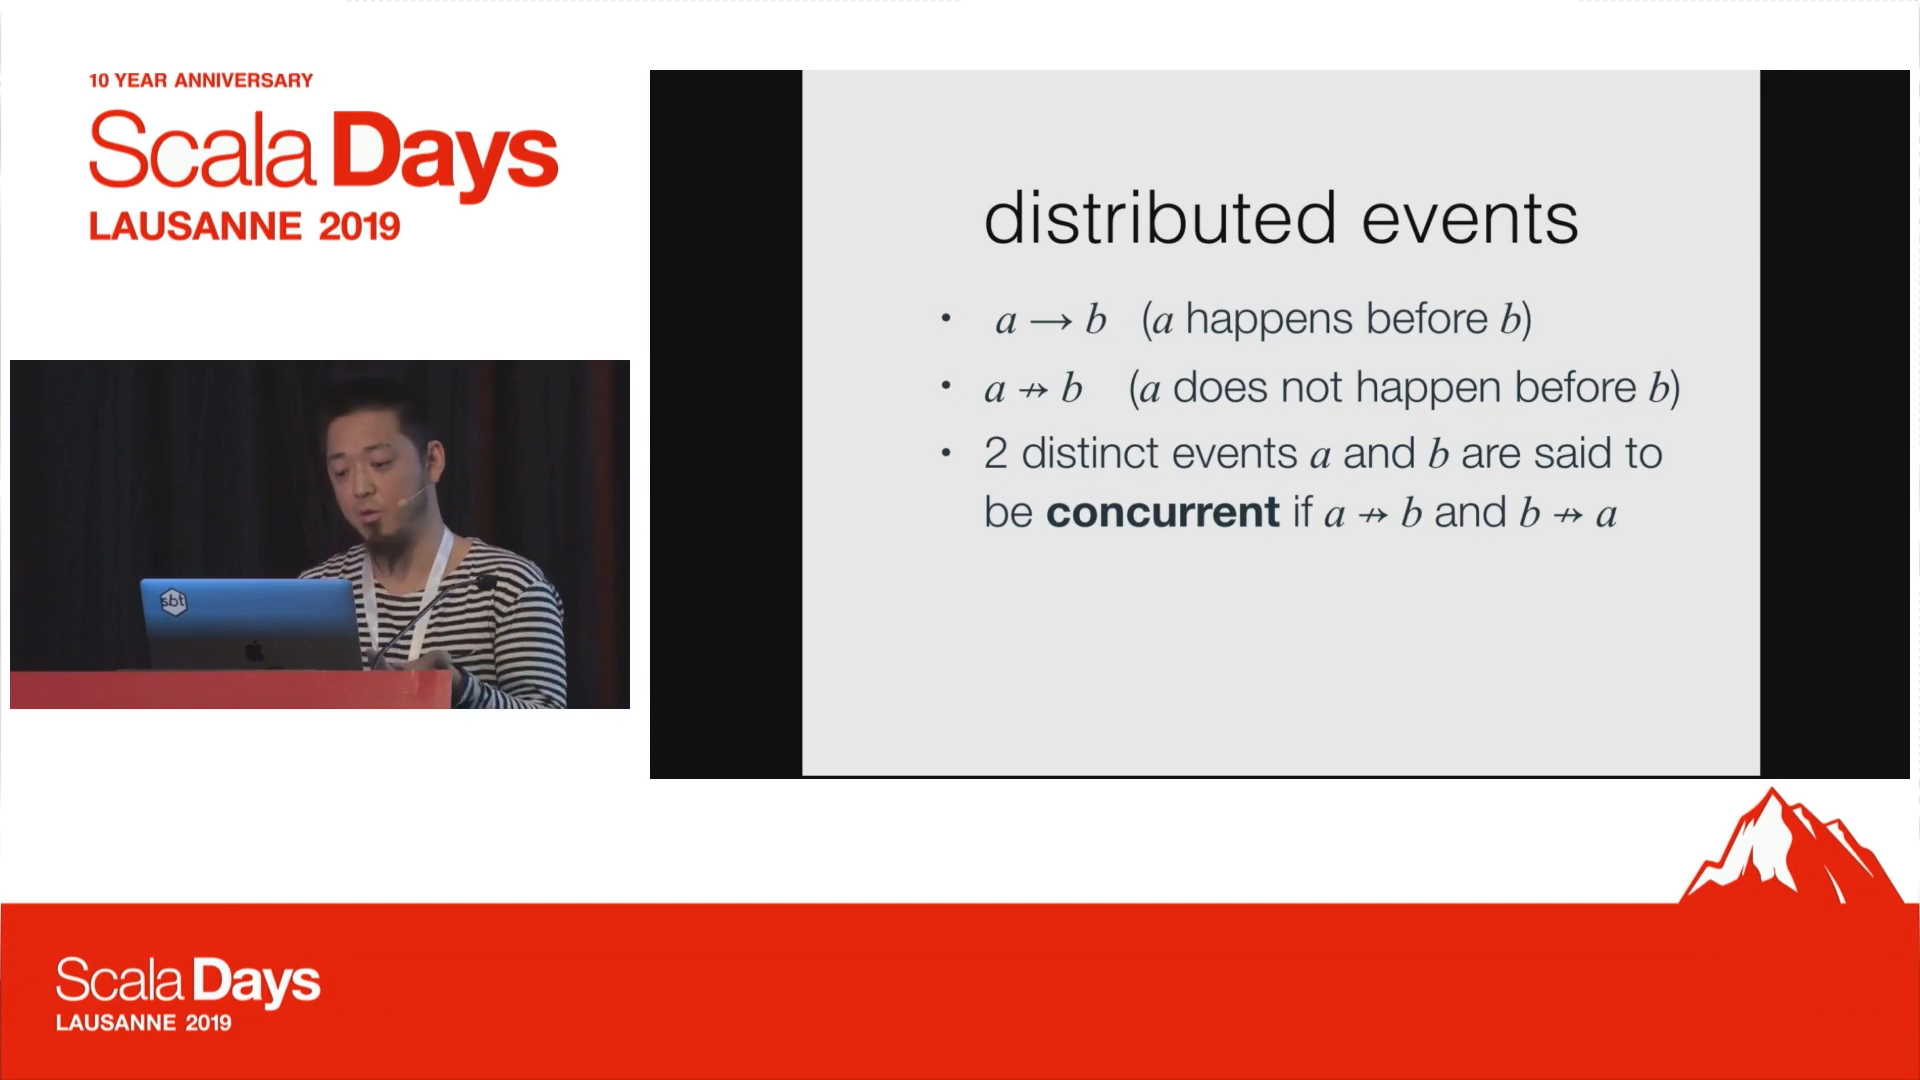 10 YEAR ANNIVERSARY
Scala Days
LAUSANNE 2019
sbt
distributed events
• a → b (a happens before b)
• a ↛ b (a does not happen before b)
• 2 distinct events a and b are said to
be concurrent if a ↛ b and b ↛ a
Scala Days
LAUSANNE 2019